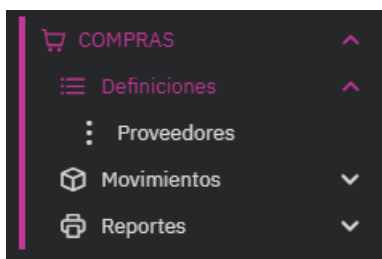 COMPRAS
Definiciones
Proveedores
Movimientos
Reportes